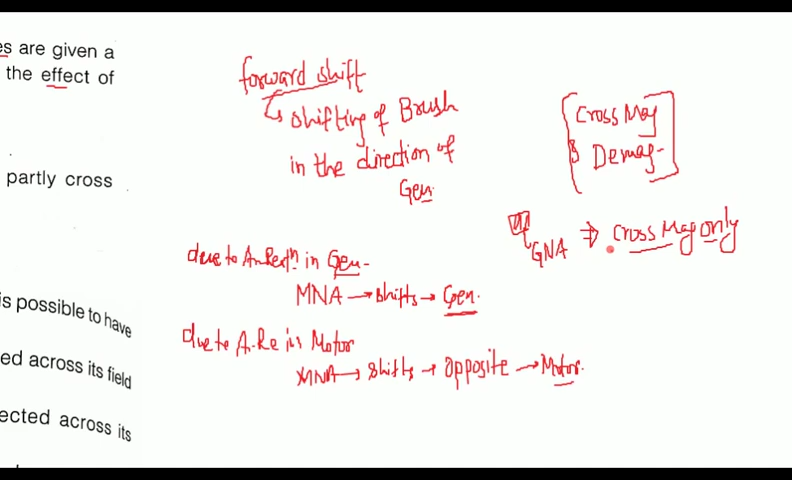 es are given a
the effect of
partly cross
is possible to have
ed across its field
ected across its
forward shift
↳ shifting of Brush
in the direction of
Gen
Cross Mag
& Demag-
GNA ⇒ Cross Mag only
due to in Gen-
MNA → shifts → Gen.
due to A.Re in Motor
MNA → shifts → opposite → Motor.